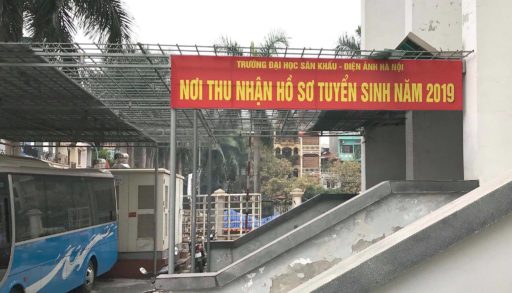 TRƯỜNG ĐẠI HỌC SÂN KHẤU - ĐIỆN ẢNH HÀ NỘI
NƠI THU NHẬN HỒ SƠ TUYỂN SINH NĂM 2019